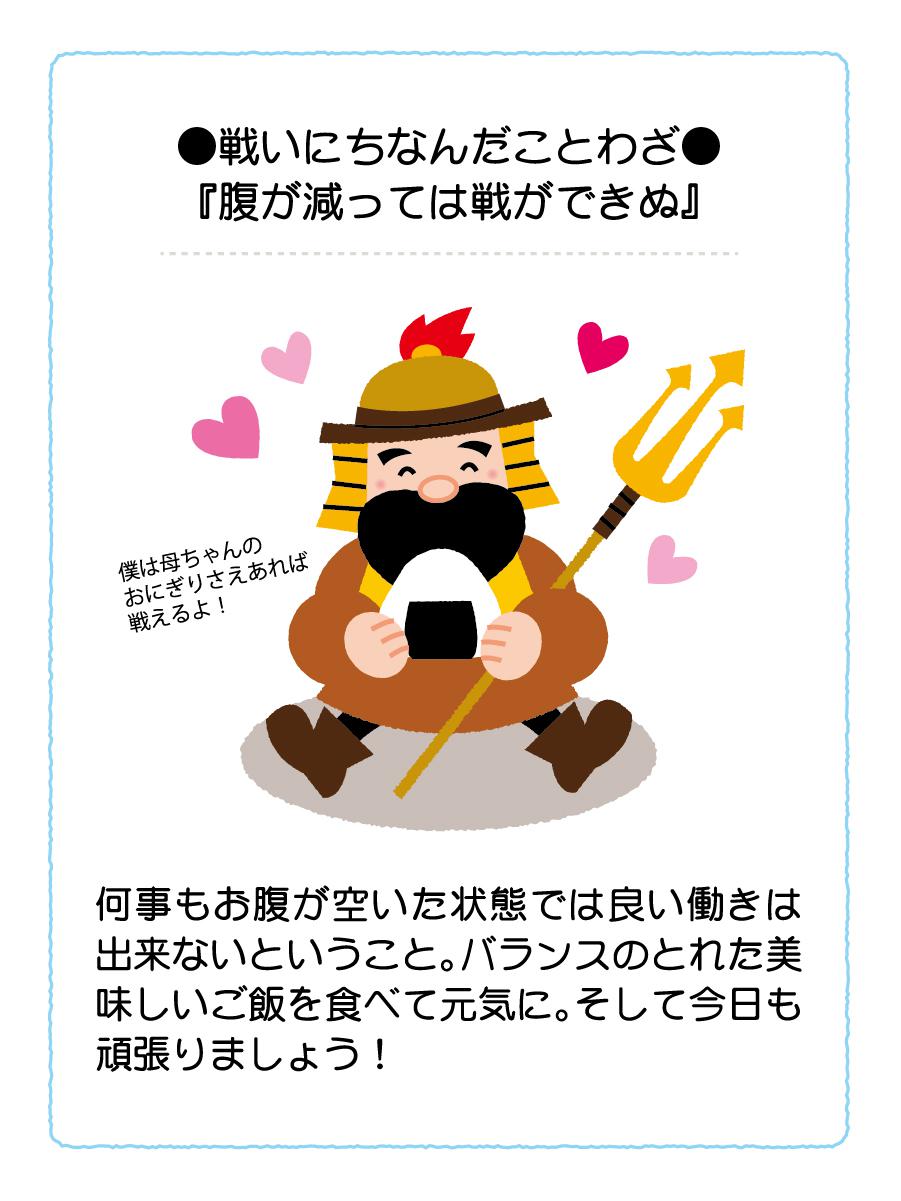 ●戦いにちなんだことわざ●
『腹が減っては戦ができぬ』
僕は母ちゃんの
おにぎりさえあれば
戦えるよ！
何事もお腹が空いた状態では良い働きは
出来ないということ。バランスのとれた美
味しいご飯を食べて元気に。そして今日も
頑張りましょう！